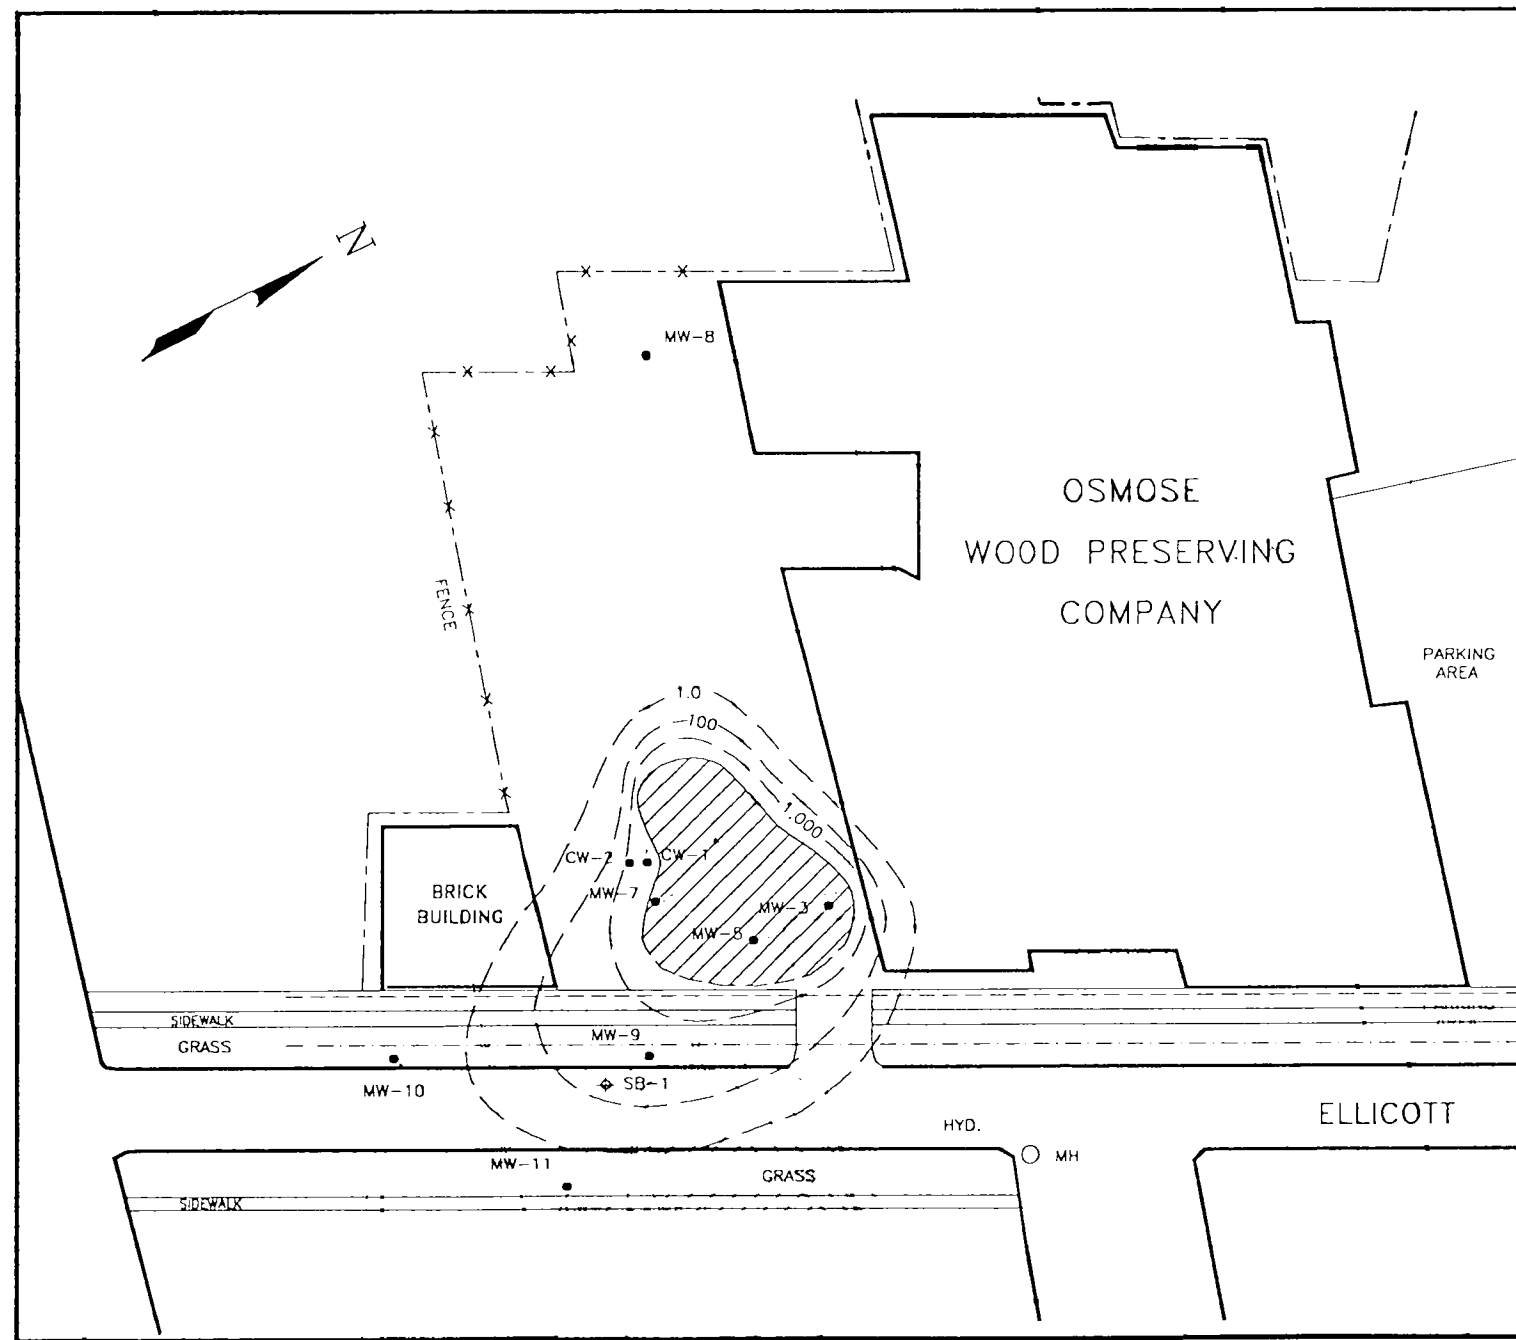 N
MW-8
OSMOSE
WOOD PRESERVING
COMPANY
FENCE
PARKING
AREA
1.0
100
1,000
CW-2
CW-1
MW-7
MW-3
MW-5
BRICK
BUILDING
SIDEWALK
GRASS
MW-9
MW-10
SB-1
ELLICOTT
HYD.
MH
MW-11
GRASS
SIDEWALK